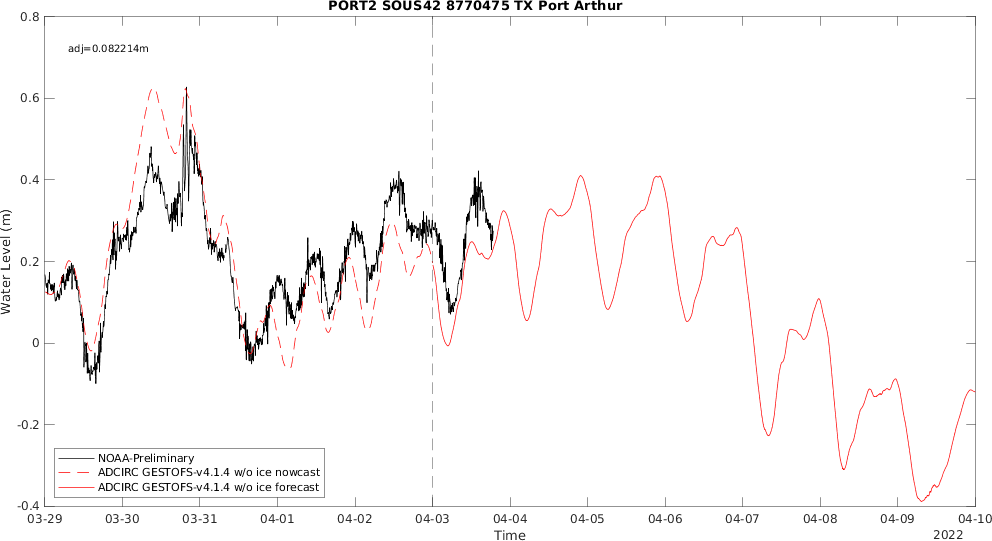 PORT2 SOUS42 8770475 TX Port Arthur
adj=0.082214m
Water Level (m)
0.8
0.6
0.4
0.2
0
-0.2
-0.4
NOAA-Preliminary
ADCIRC GESTOFS-v4.1.4 w/o ice nowcast
ADCIRC GESTOFS-v4.1.4 w/o ice forecast
03-29 03-30 03-31 04-01 04-02 04-03 04-04 04-05 04-06 04-07 04-08 04-09 04-10
Time
2022